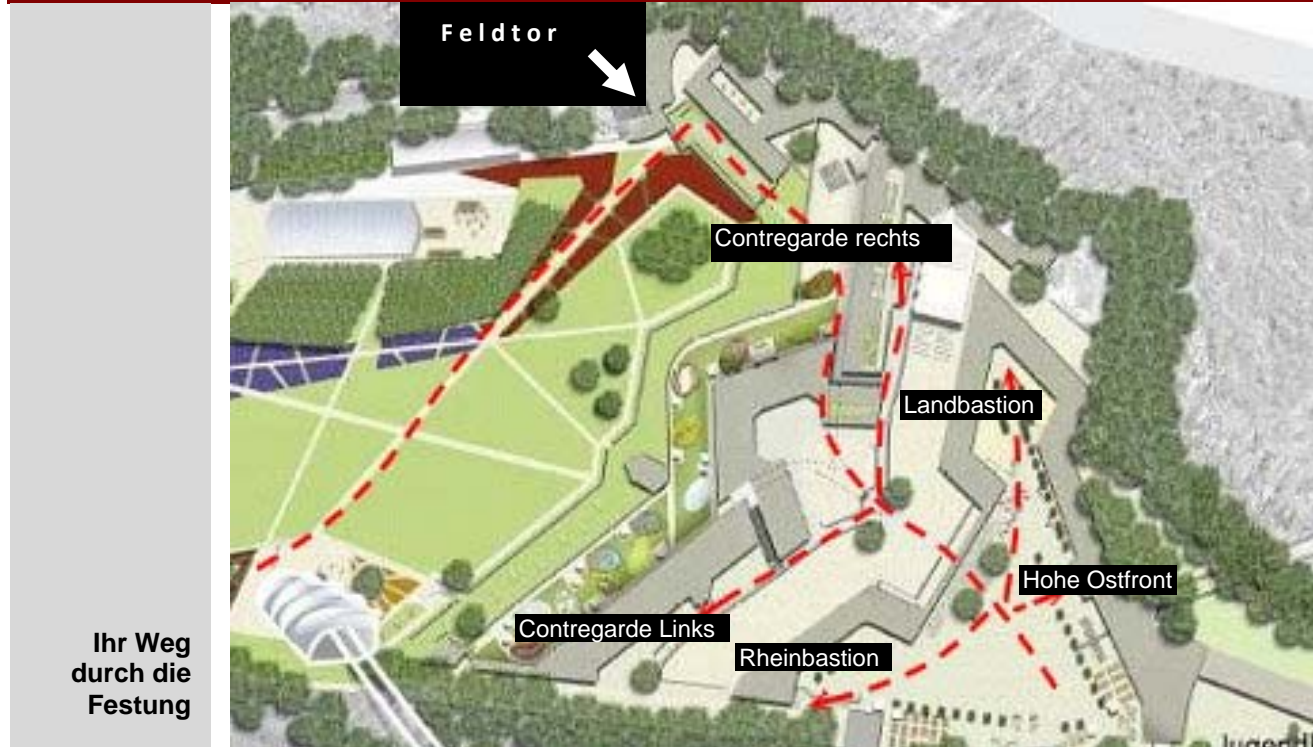 Feldtor
Contregarde rechts
Landbastion
Hohe Ostfront
Contregarde Links
Rheinbastion
Ihr Weg
durch die
Festung